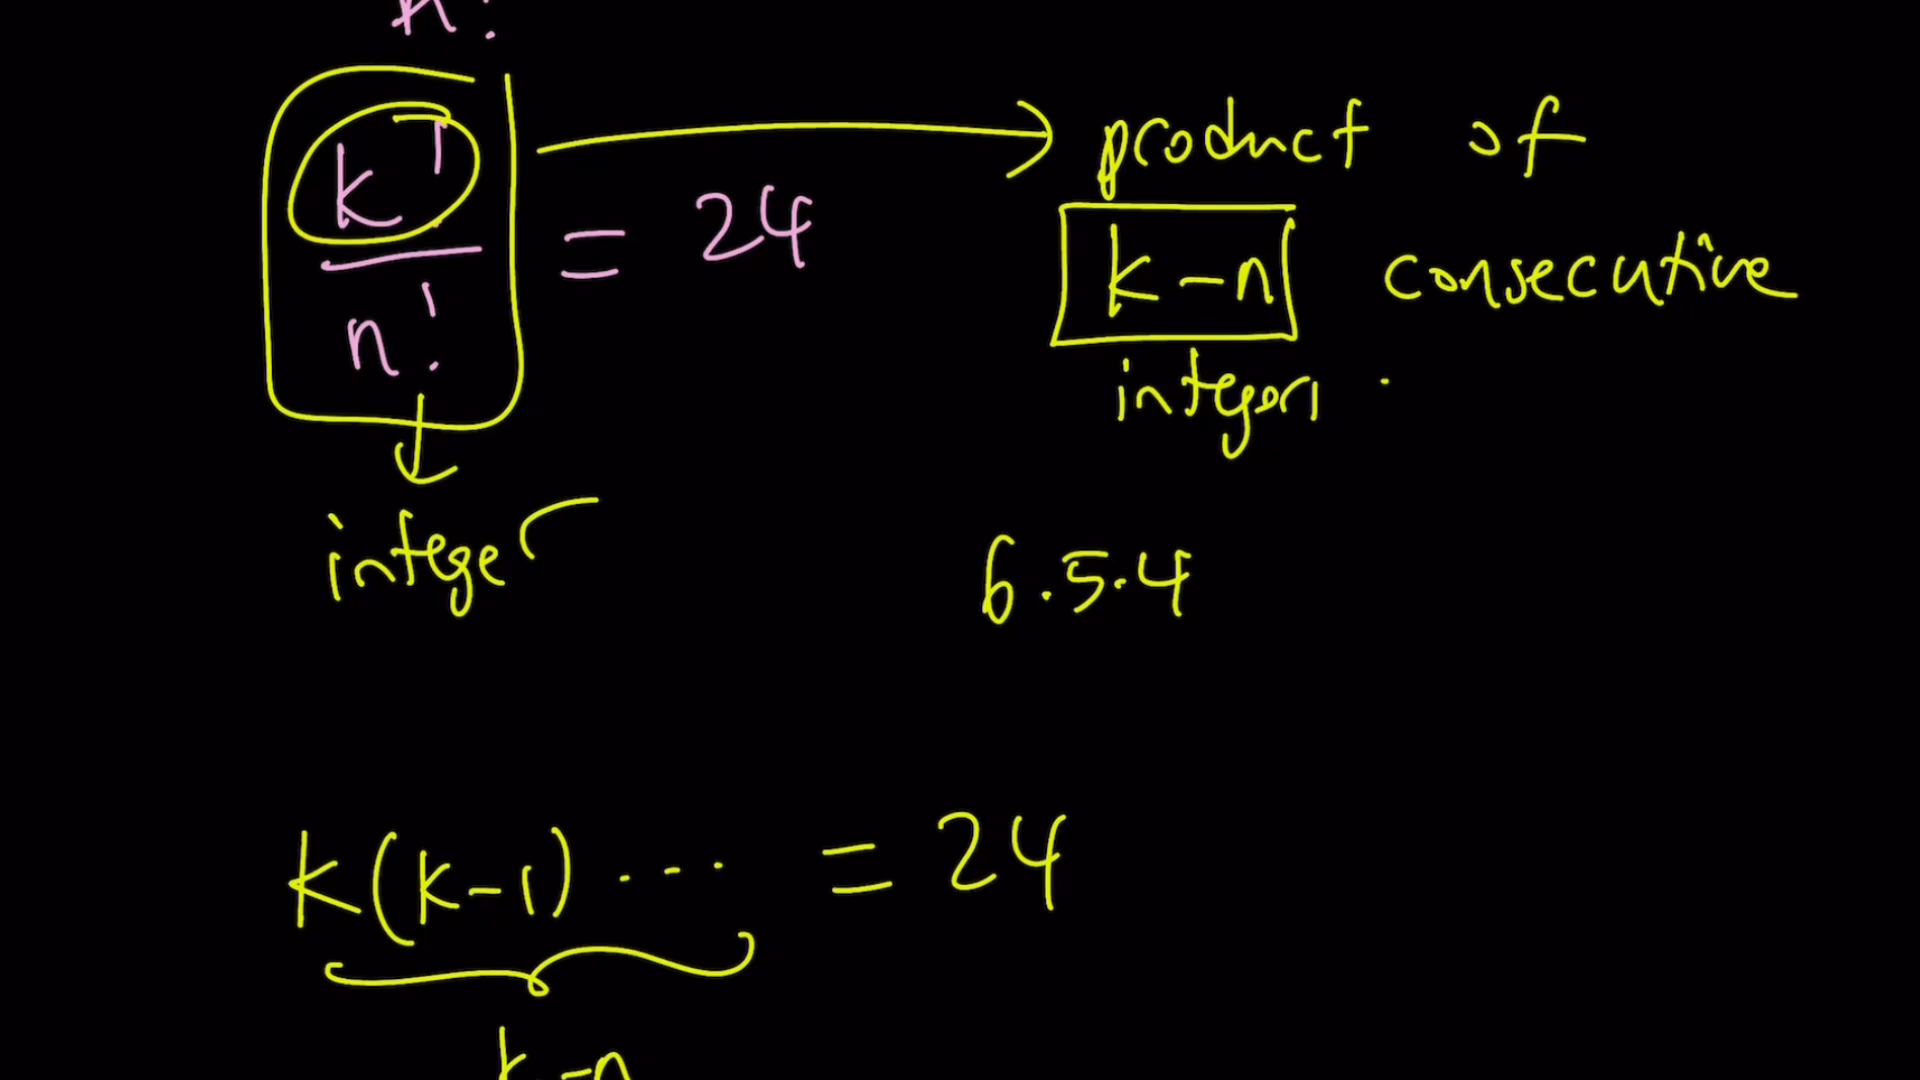 n!
k! / n! = 24
product of
k-n consecutive
integers.
integer
6.5.4
k(k-1)... = 24
k-n